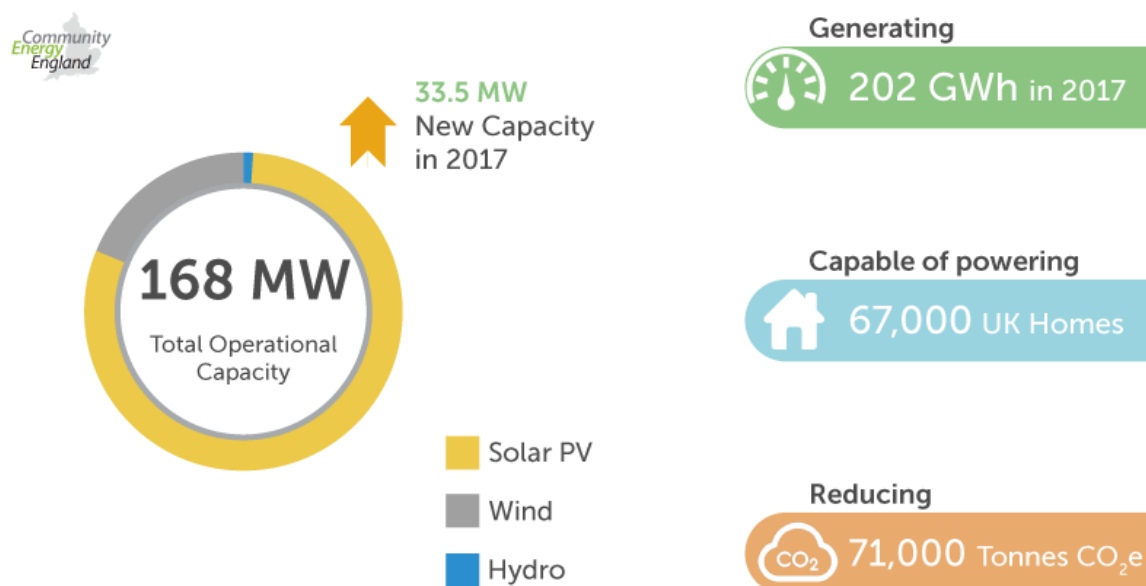 Community
Energy
England
33.5 MW
New Capacity
in 2017
168 MW
Total Operational
Capacity
Solar PV
Wind
Hydro
Generating
202 GWh in 2017
Capable of powering
67,000 UK Homes
Reducing
CO₂ 71,000 Tonnes CO₂e